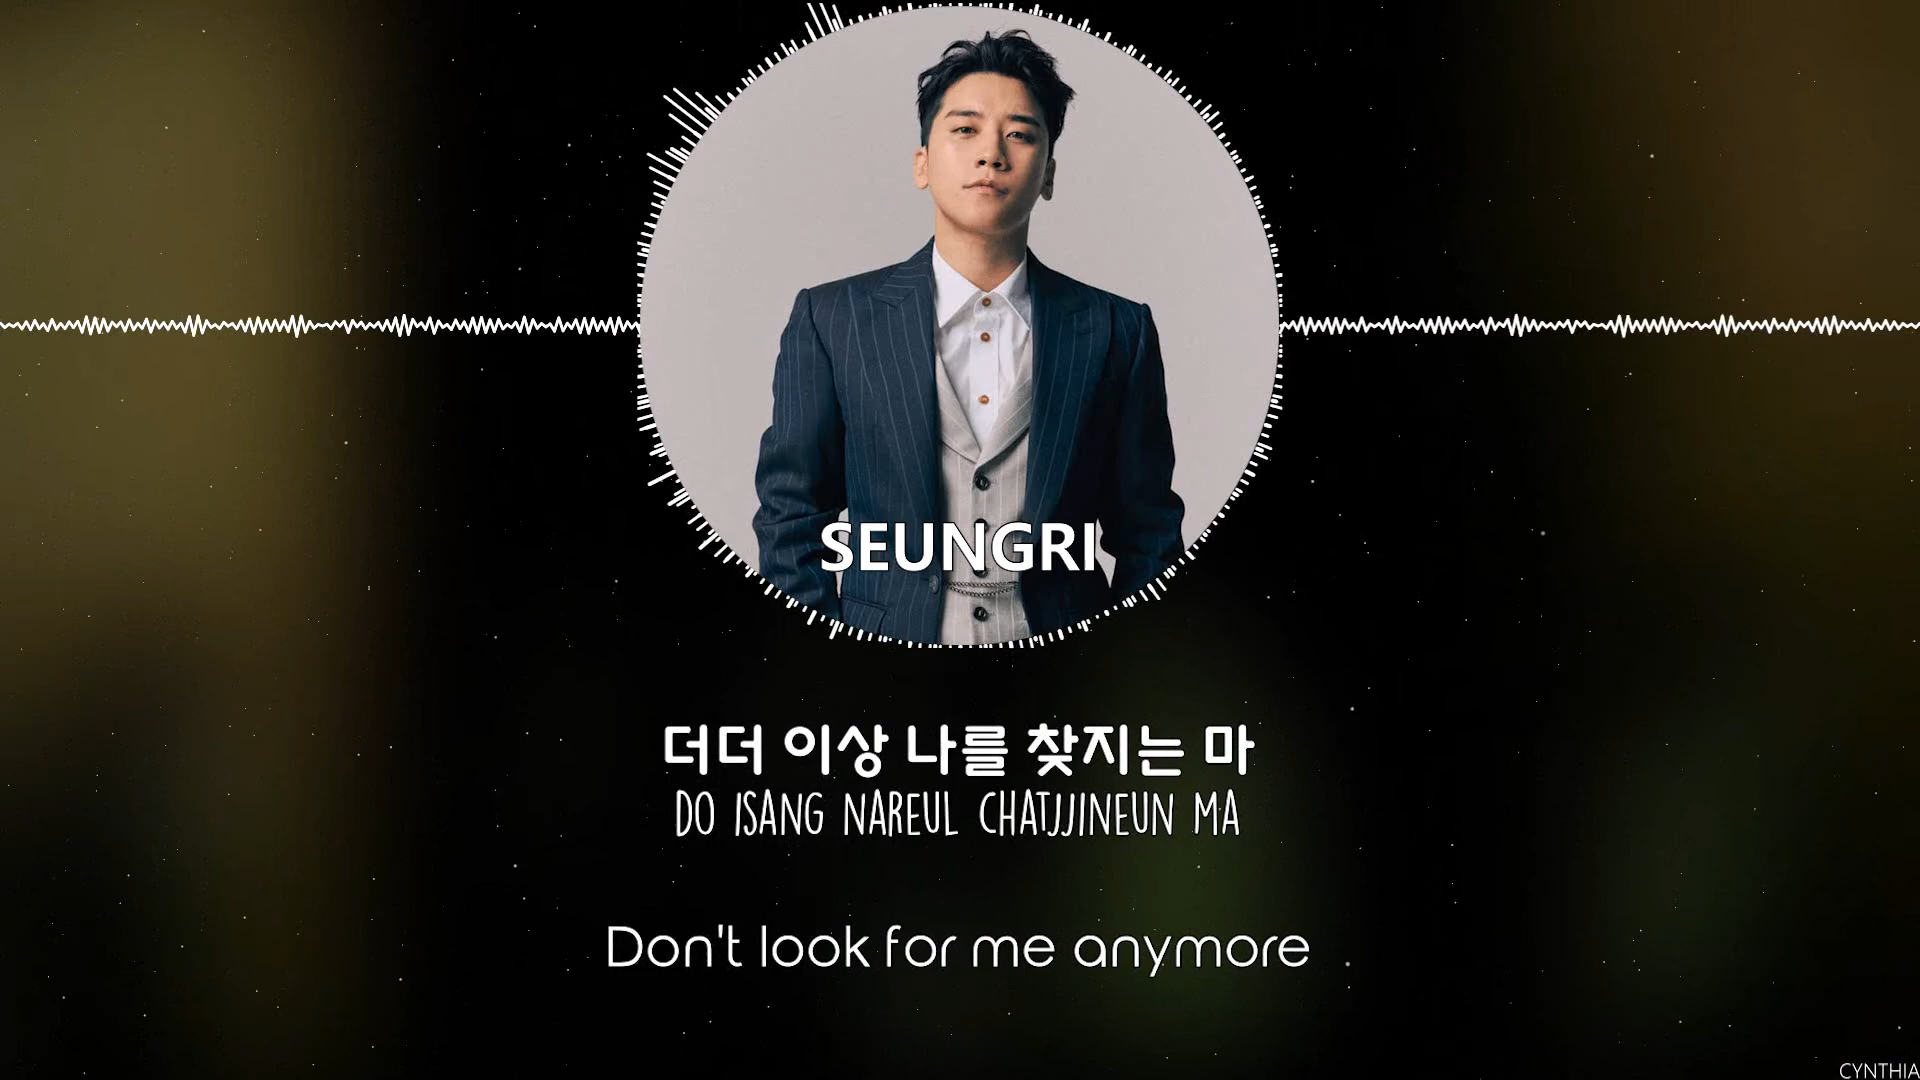 SEUNGRI
더더 이상 나를 찾지는 마
DO ISANG NAREUL CHATJJINEUN MA
Don't look for me anymore
CYNTHIA